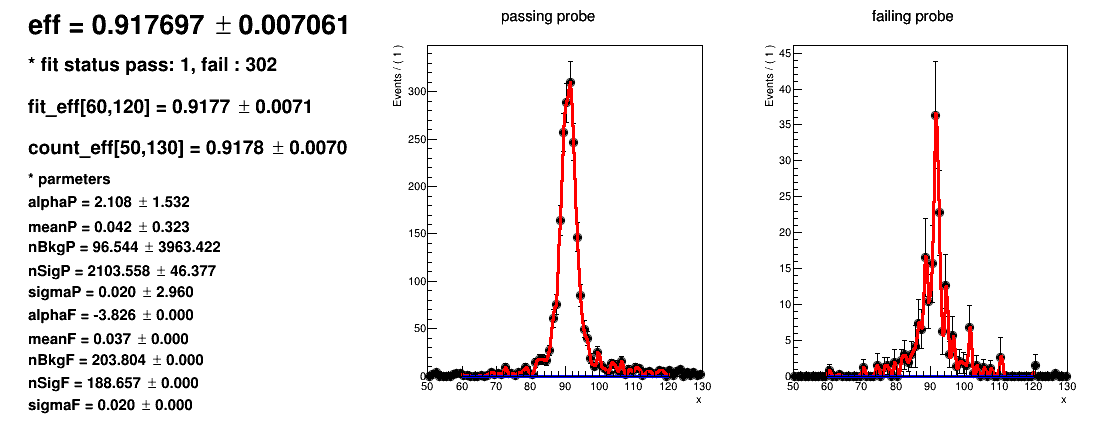 eff = 0.917697 ± 0.007061
* fit status pass: 1, fail : 302
fit_eff[60,120] = 0.9177 ± 0.0071
count_eff[50,130] = 0.9178 ± 0.0070
* parmeters
alphaP = 2.108 ± 1.532
meanP = 0.042 ± 0.323
nBkgP = 96.544 ± 3963.422
nSigP = 2103.558 ± 46.377
sigmaP = 0.020 ± 2.960
alphaF = -3.826 ± 0.000
meanF = 0.037 ± 0.000
nBkgF = 203.804 ± 0.000
nSigF = 188.657 ± 0.000
sigmaF = 0.020 ± 0.000
passing probe
Events / ( 1 )
300
250
200
150
100
50
0
50 60 70 80 90 100 110 120 130
x
failing probe
Events / ( 1 )
45
40
35
30
25
20
15
10
5
0
50 60 70 80 90 100 110 120 130
x